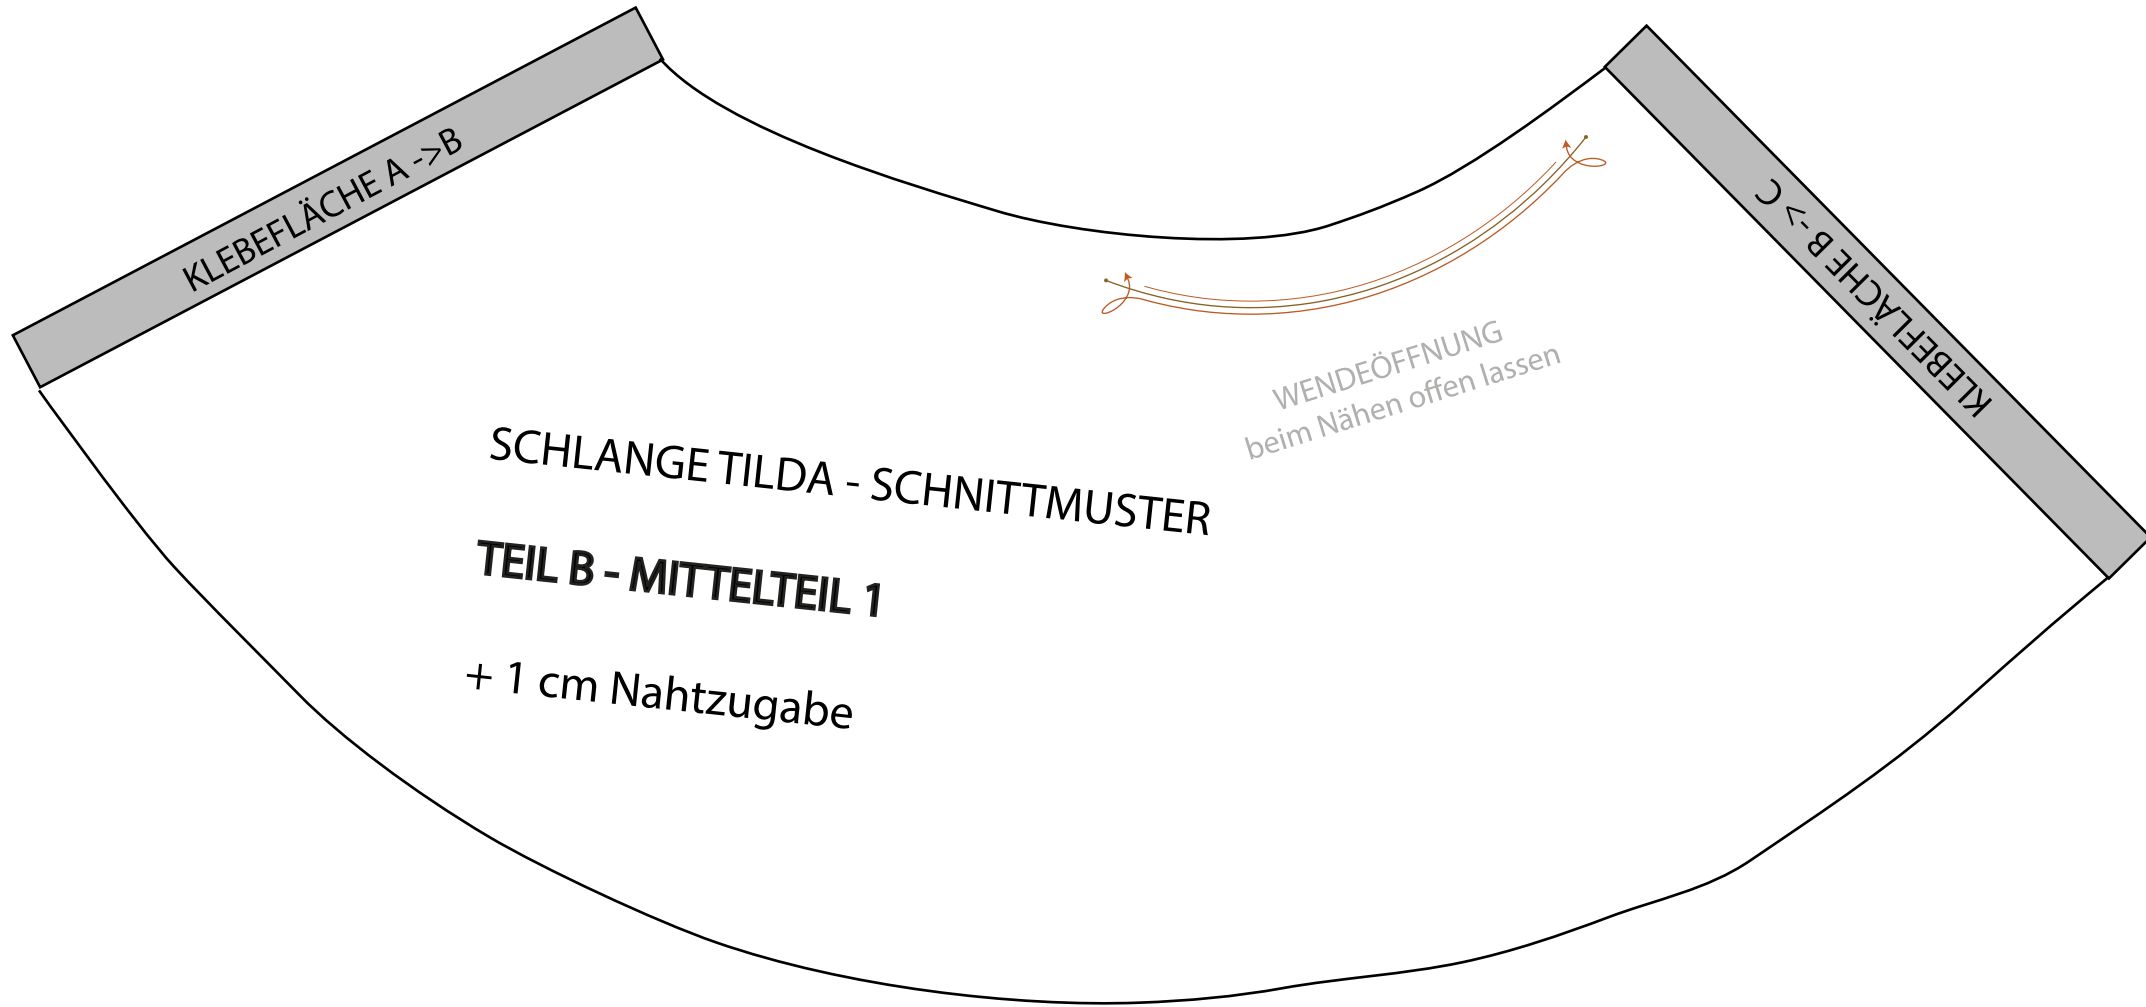 KLEBEFLÄCHE A ->B
KLEBEFLÄCHE B -> C
WENDEÖFFNUNG
beim Nähen offen lassen
SCHLANGE TILDA - SCHNITTMUSTER
TEIL B - MITTELTEIL 1
+ 1 cm Nahtzugabe